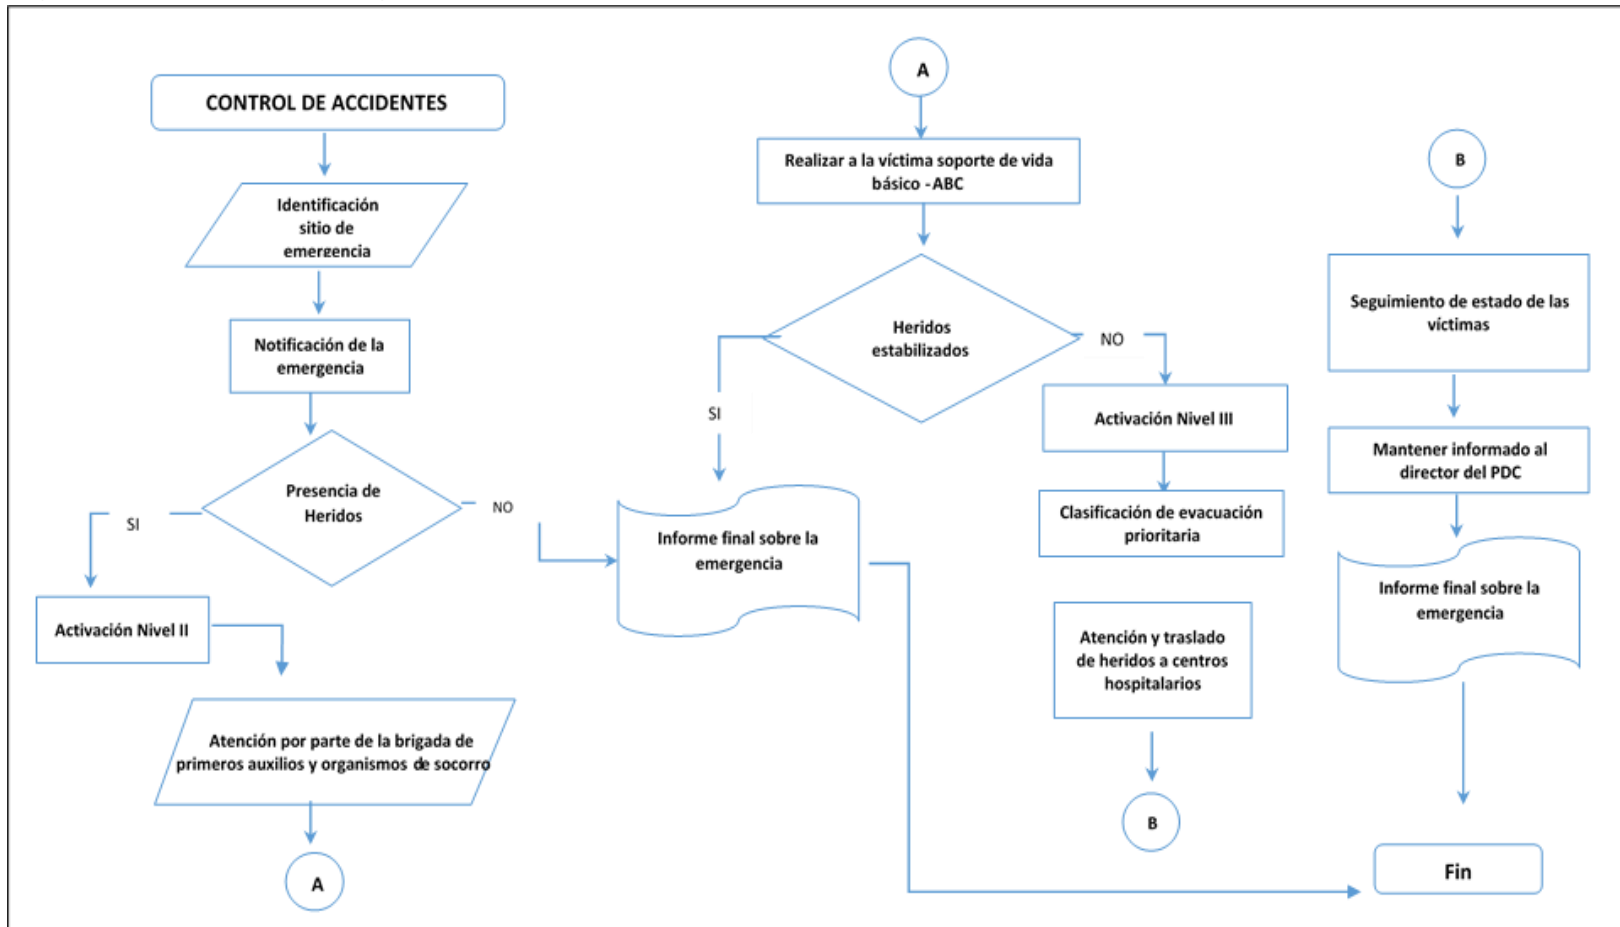 CONTROL DE ACCIDENTES
Identificación
sitio de
emergencia
Notificación de la
emergencia
Presencia de
Heridos
SI
NO
Activación Nivel II
Atención por parte de la brigada de
primeros auxilios y organismos de socorro
A
A
Realizar a la víctima soporte de vida
básico - ABC
Heridos
estabilizados
SI
NO
Informe final sobre la
emergencia
Activación Nivel III
Clasificación de evacuación
prioritaria
Atención y traslado
de heridos a centros
hospitalarios
B
B
Seguimiento de estado de las
víctimas
Mantener informado al
director del PDC
Informe final sobre la
emergencia
Fin